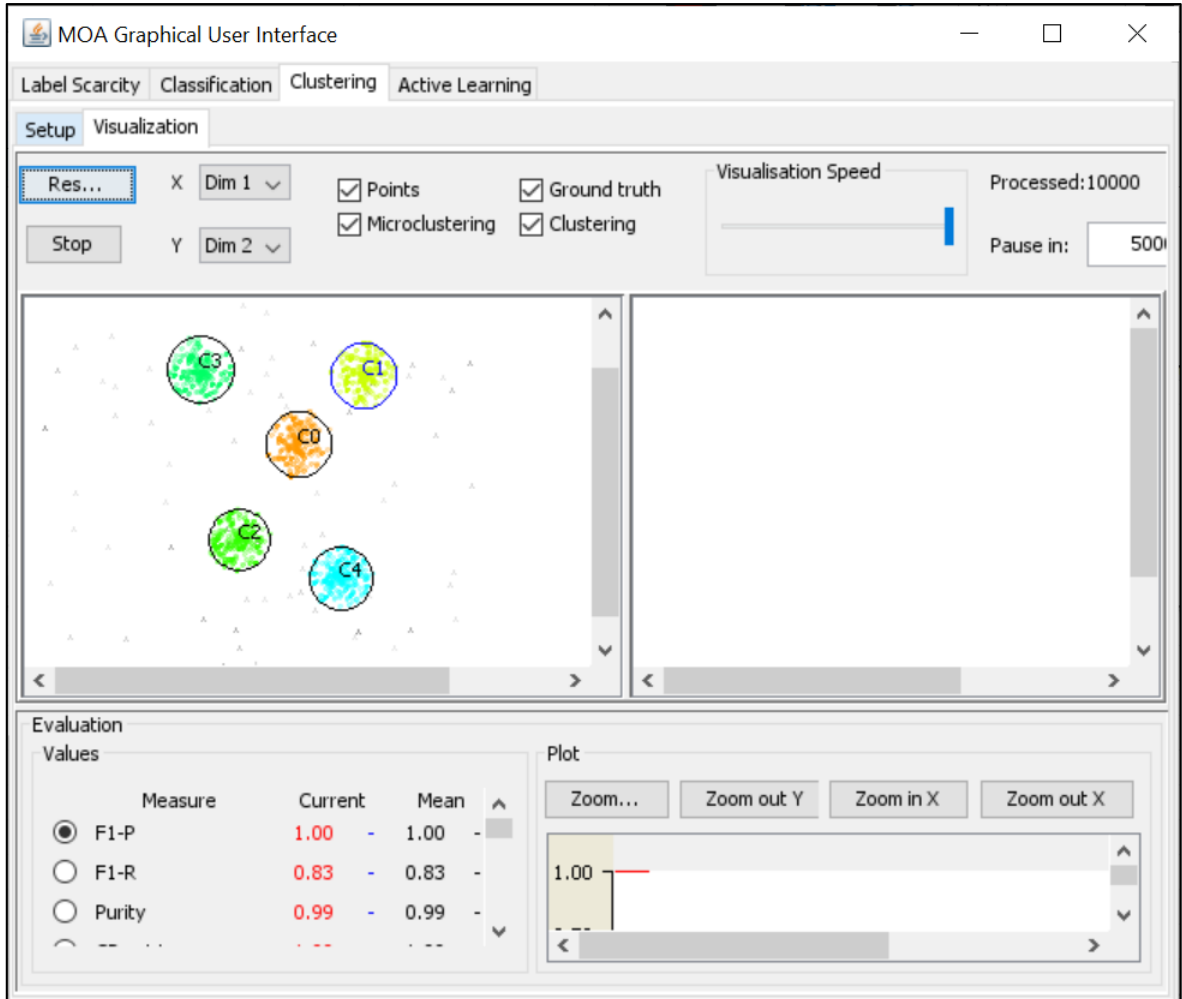 MOA Graphical User Interface
Label Scarcity Classification Clustering Active Learning
Setup Visualization
Res... X Dim 1 Points Ground truth Visualisation Speed Processed:10000
Stop Y Dim 2 Microclustering Clustering Pause in: 500
C3 C1
C0
C2
C4
Evaluation
Values Plot
Measure Current Mean Zoom... Zoom out Y Zoom in X Zoom out X
F1-P 1.00 - 1.00 -
F1-R 0.83 - 0.83 - 1.00
Purity 0.99 - 0.99 -